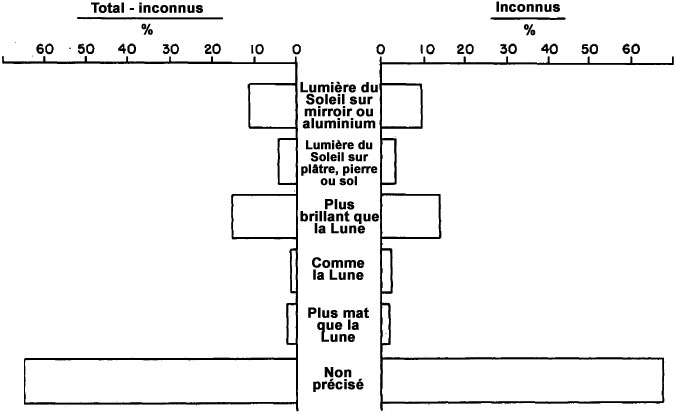 Total - inconnus
Inconnus
%
%
60 50 40 30 20 10 0
0 10 20 30 40 50 60
Lumière du
Soleil sur
mirroir ou
aluminium
Lumière du
Soleil sur
plâtre, pierre
ou sol
Plus
brillant que
la Lune
Comme
la Lune
Plus mat
que la
Lune
Non
précisé